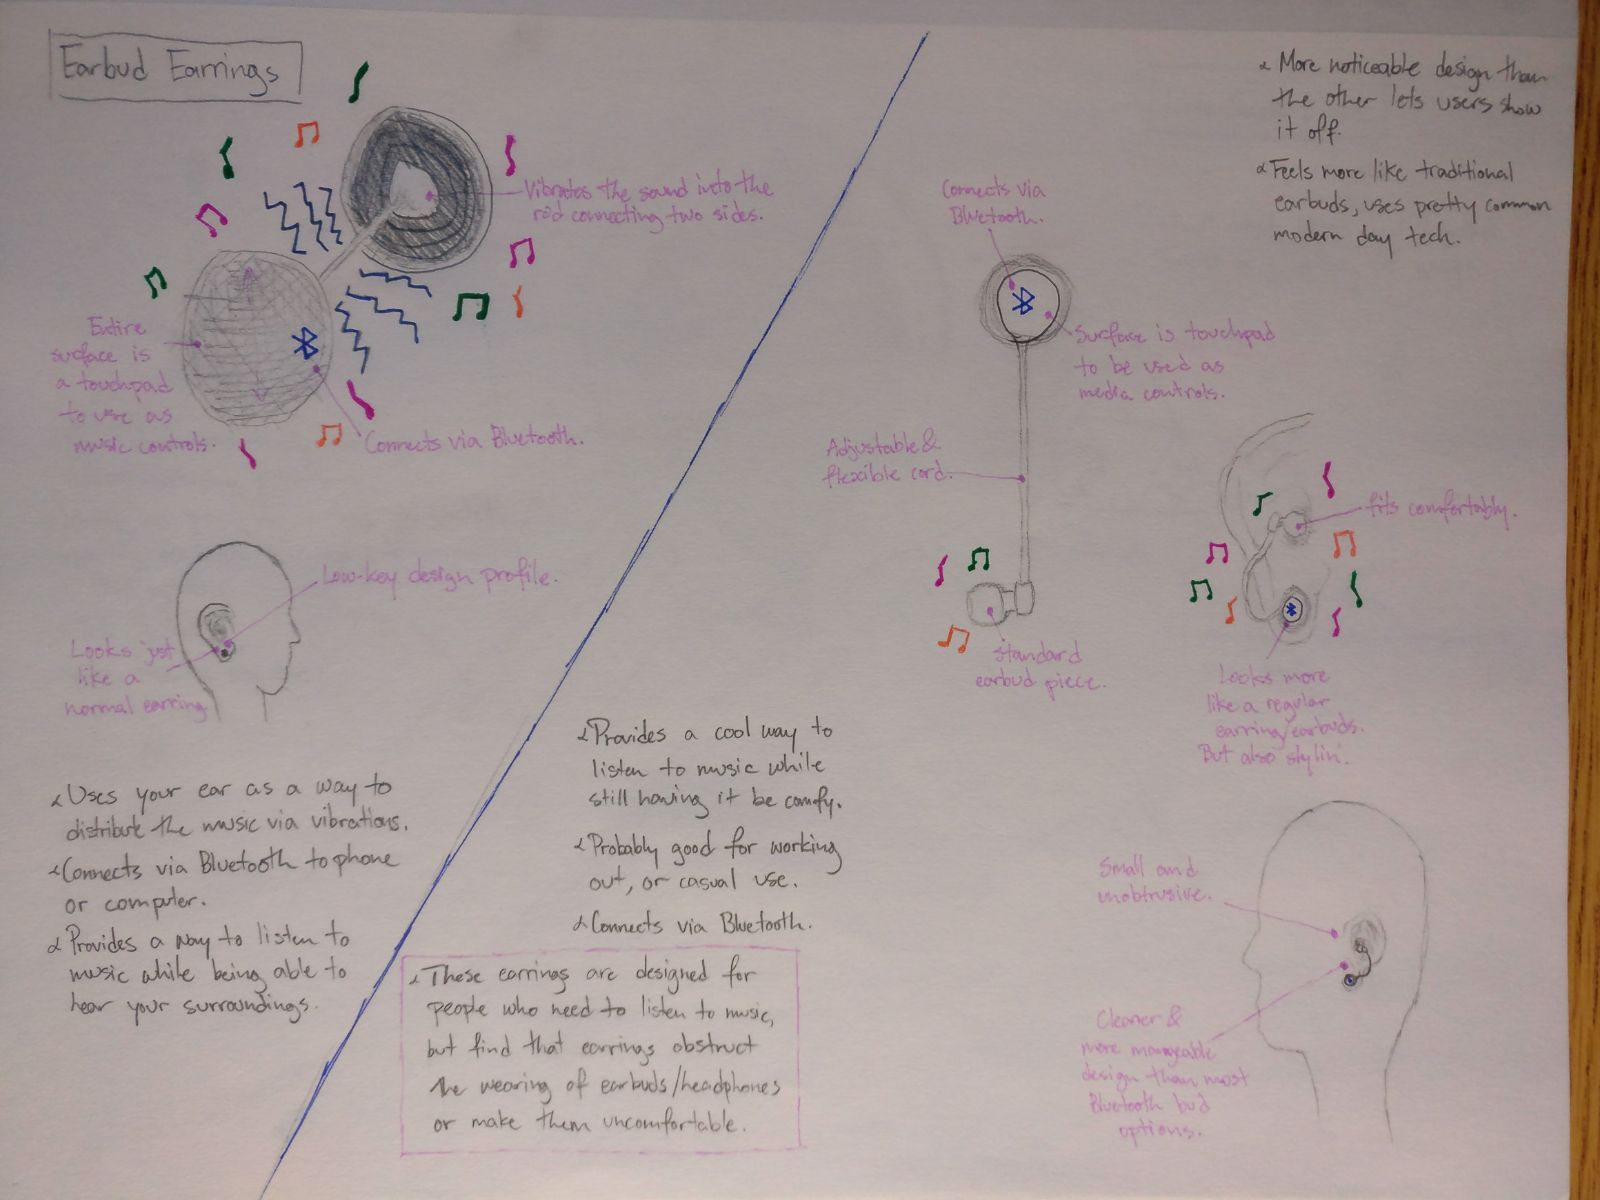 Earbud Earrings
Vibrates the sound into the
rod connecting two sides.
Entire
surface is
a touchpad
to use as
music controls.
Connects via Bluetooth.
Low-key design profile.
Looks just
like a
normal earring
* Uses your ear as a way to
distribute the music via vibrations.
* Connects via Bluetooth to phone
or computer.
* Provides a way to listen to
music while being able to
hear your surroundings.
* More noticeable design than
the other lets users show
it off.
* Feels more like traditional
earbuds, uses pretty common
modern day tech.
Connects via
Bluetooth.
Surface is touchpad
to be used as
media controls.
Adjustable &
flexible cord.
standard
earbud piece.
fits comfortably.
Looks more
like a regular
earring/earbuds.
But also stylin'.
* Provides a cool way to
listen to music while
still having it be comfy.
* Probably good for working
out, or casual use.
* Connects via Bluetooth.
* These earrings are designed for
people who need to listen to music,
but find that earrings obstruct
the wearing of earbuds/headphones
or make them uncomfortable.
Small and
unobtrusive.
Cleaner &
more mangeable
design than most
Bluetooth bud
options.